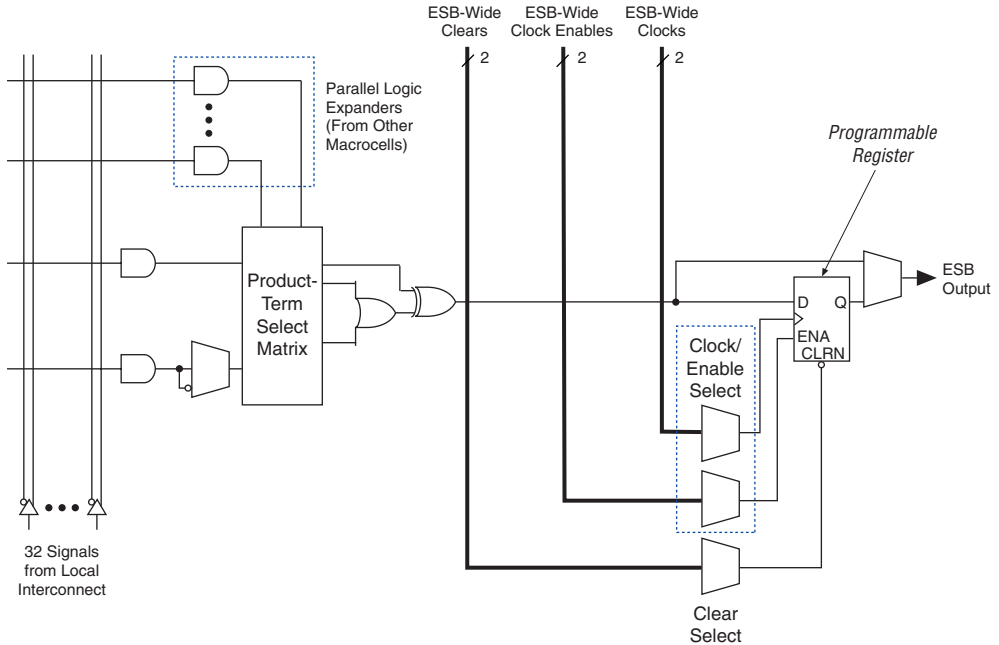 ESB-Wide
Clears
ESB-Wide
Clock Enables
ESB-Wide
Clocks
2
2
2
Parallel Logic
Expanders
(From Other
Macrocells)
Programmable
Register
Product-
Term
Select
Matrix
ESB
Output
D
Q
ENA
CLRN
Clock/
Enable
Select
32 Signals
from Local
Interconnect
Clear
Select